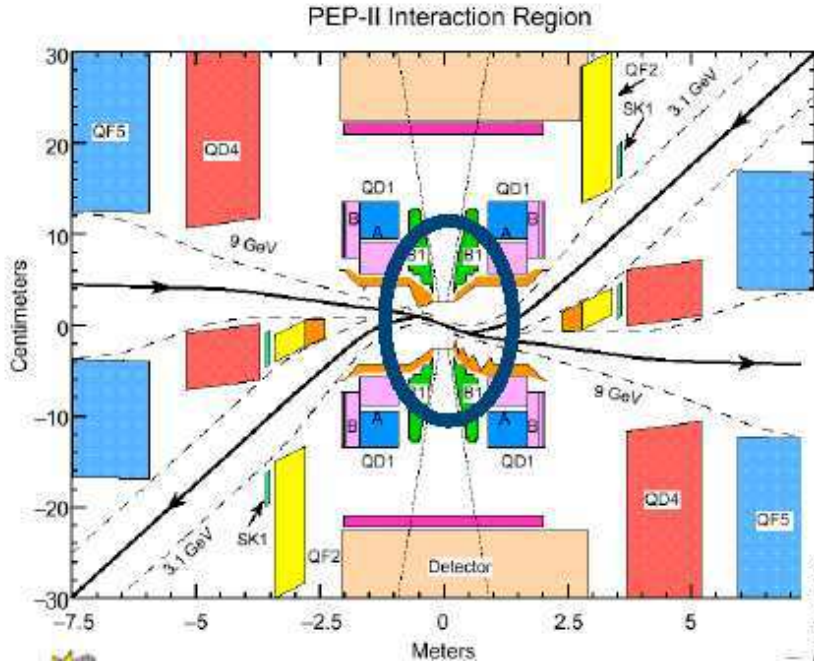 PEP-II Interaction Region
30
20
10
0
−10
−20
−30
Centimeters
QF5
QD4
9 GeV
QD1
QD1
B
A
B1
B1
A
B
QF2
SK1
3.1 GeV
B
A
B1
B1
A
B
QD1
QD1
9 GeV
SK1
3.1 GeV
QF2
Detector
QD4
QF5
−7.5
−5
−2.5
0
2.5
5
Meters